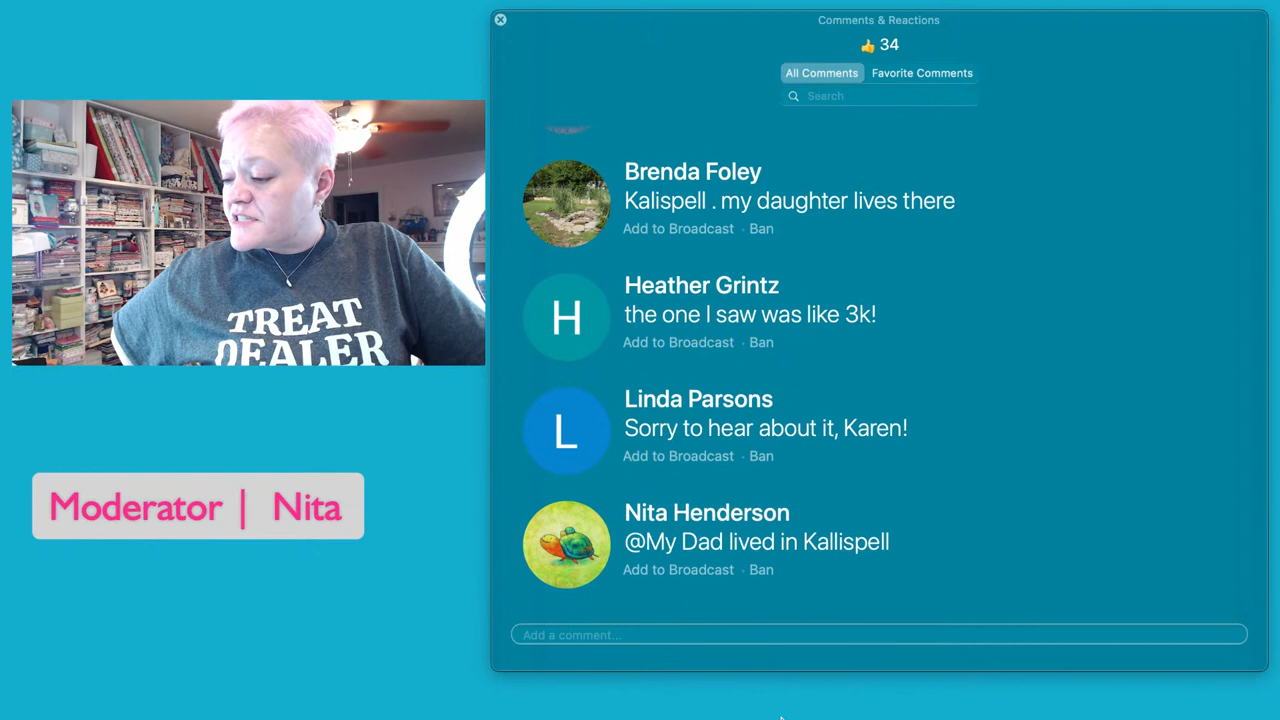 Comments & Reactions
👍 34
All Comments Favorite Comments
Search
Brenda Foley
Kalispell . my daughter lives there
Add to Broadcast · Ban
Heather Grintz
the one I saw was like 3k!
Add to Broadcast · Ban
Linda Parsons
Sorry to hear about it, Karen!
Add to Broadcast · Ban
Nita Henderson
@My Dad lived in Kallispell
Add to Broadcast · Ban
Add a comment...
H
L
TREAT
DEALER
Moderator | Nita